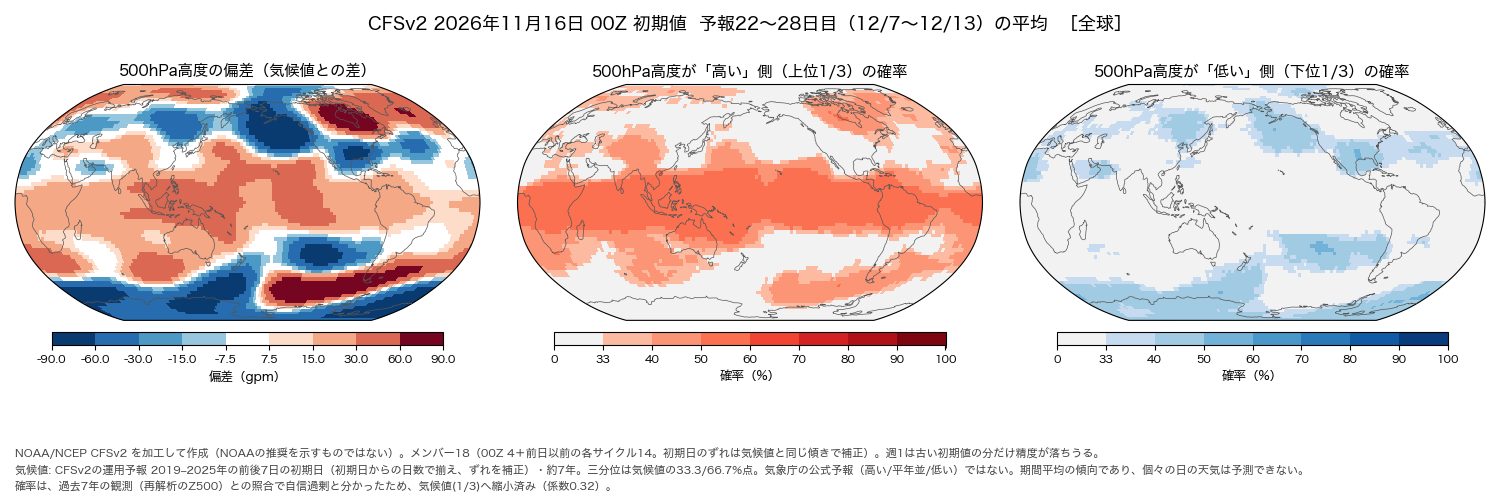 CFSv2 2026年11月16日 00Z 初期値 予報22～28日目（12/7～12/13）の平均 ［全球］
500hPa高度の偏差（気候値との差）
-90.0 -60.0 -30.0 -15.0 -7.5 7.5 15.0 30.0 60.0 90.0
偏差（gpm）
500hPa高度が「高い」側（上位1/3）の確率
0 33 40 50 60 70 80 90 100
確率（%）
500hPa高度が「低い」側（下位1/3）の確率
0 33 40 50 60 70 80 90 100
確率（%）
NOAA/NCEP CFSv2 を加工して作成（NOAAの推奨を示すものではない）。メンバー18（00Z 4＋前日以前の各サイクル14。初期日のずれは気候値と同じ傾きで補正）。週1は古い初期値の分だけ精度が落ちうる。
気候値: CFSv2の運用予報 2019–2025年の前後7日の初期日（初期日からの日数で揃え、ずれを補正）・約7年。三分位は気候値の33.3/66.7%点。気象庁の公式予報（高い/平年並/低い）ではない。期間平均の傾向であり、個々の日の天気は予測できない。
確率は、過去7年の観測（再解析のZ500）との照合で自信過剰と分かったため、気候値(1/3)へ縮小済み（係数0.32）。